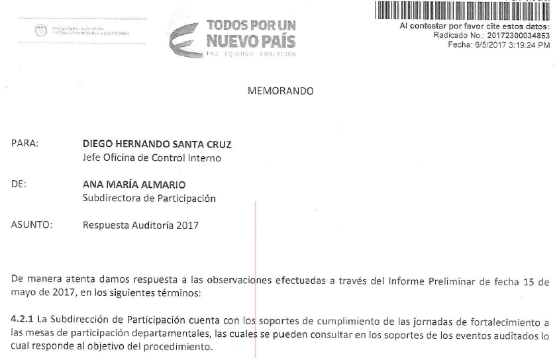 TODOS POR UN
NUEVO PAÍS
PAZ EQUIDAD EDUCACIÓN
Al contestar por favor cite estos datos:
Radicado No.: 20172300034853
Fecha: 6/5/2017 3:19:24 PM
MEMORANDO
PARA: DIEGO HERNANDO SANTA CRUZ
Jefe Oficina de Control Interno
DE: ANA MARÍA ALMARIO
Subdirectora de Participación
ASUNTO: Respuesta Auditoría 2017
De manera atenta damos respuesta a las observaciones efectuadas a través del Informe Preliminar de fecha 15 de
mayo de 2017, en los siguientes términos:
4.2.1 La Subdirección de Participación cuenta con los soportes de cumplimiento de las jornadas de fortalecimiento a
las mesas de participación departamentales, las cuales se pueden consultar en los soportes de los eventos auditados lo
cual responde al objetivo del procedimiento.